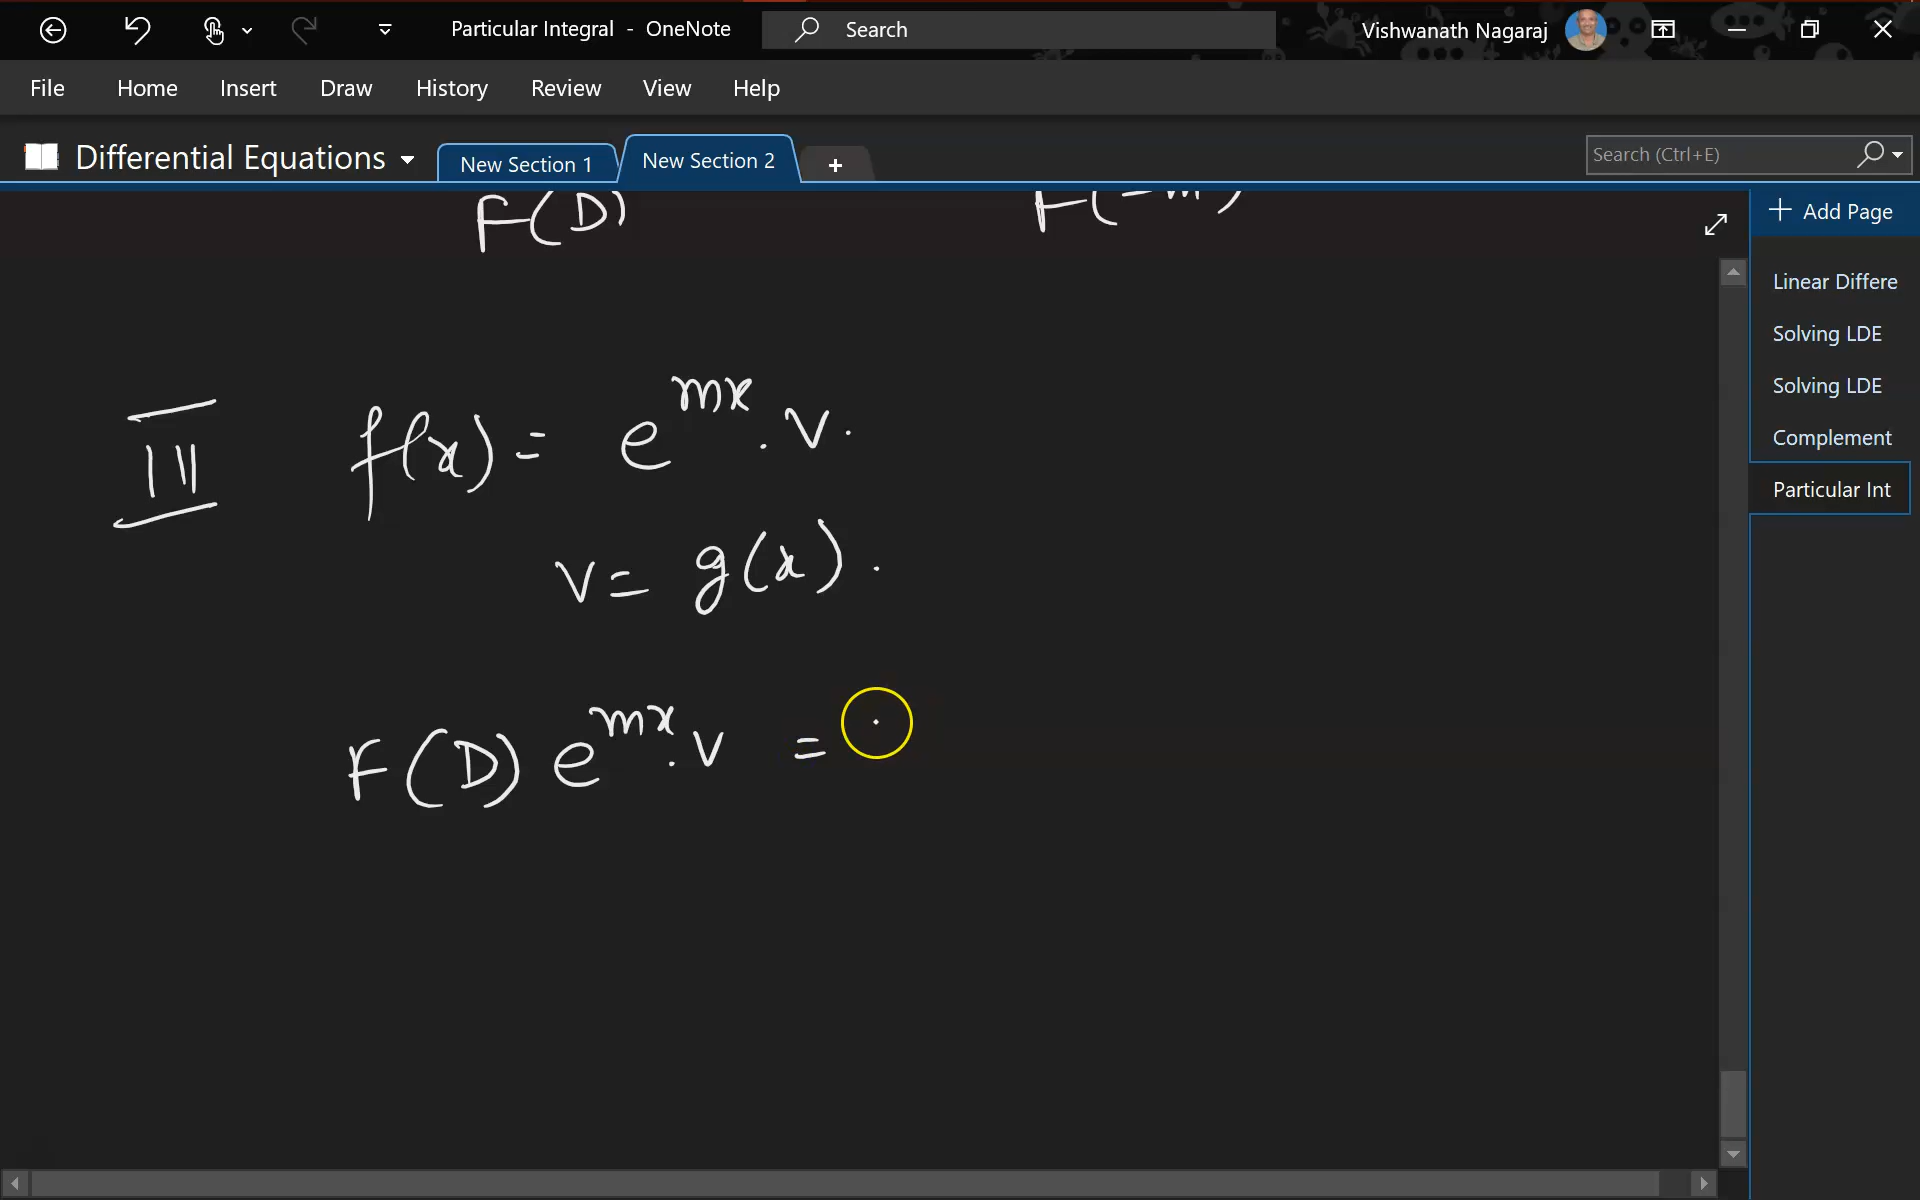 Particular Integral - OneNote
Search
Vishwanath Nagaraj
File Home Insert Draw History Review View Help
Differential Equations
New Section 1
New Section 2
+
Search (Ctrl+E)
F(D)
+ Add Page
Linear Differe
Solving LDE
Solving LDE
Complement
Particular Int
III f(x) = e^{mx} . v .
v = g(x) .
F(D) e^{mx} . v =